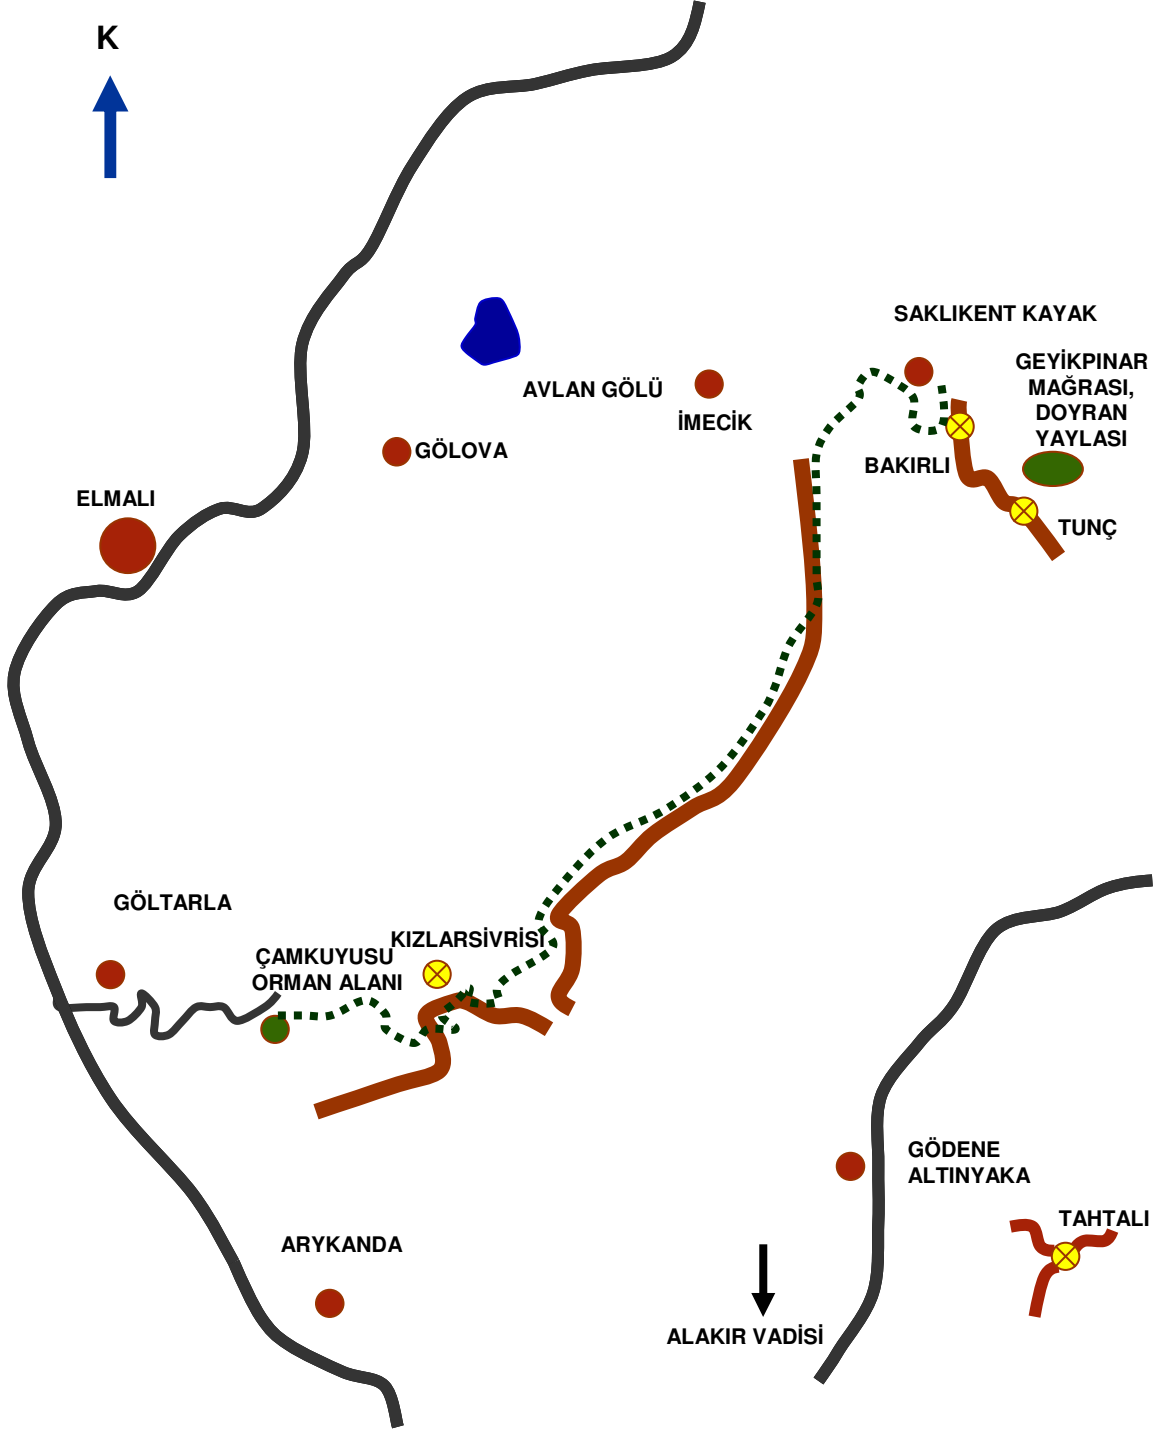 K
SAKLIKENT KAYAK
GEYİKPINAR
MAĞRASI,
DOYRAN
YAYLASI
AVLAN GÖLÜ
İMECİK
GÖLOVA
BAKIRLI
ELMALI
TUNÇ
GÖLTARLA
KIZLARSİVRİSİ
ÇAMKUYUSU
ORMAN ALANI
GÖDENE
ALTINYAKA
TAHTALI
ARYKANDA
ALAKIR VADİSİ